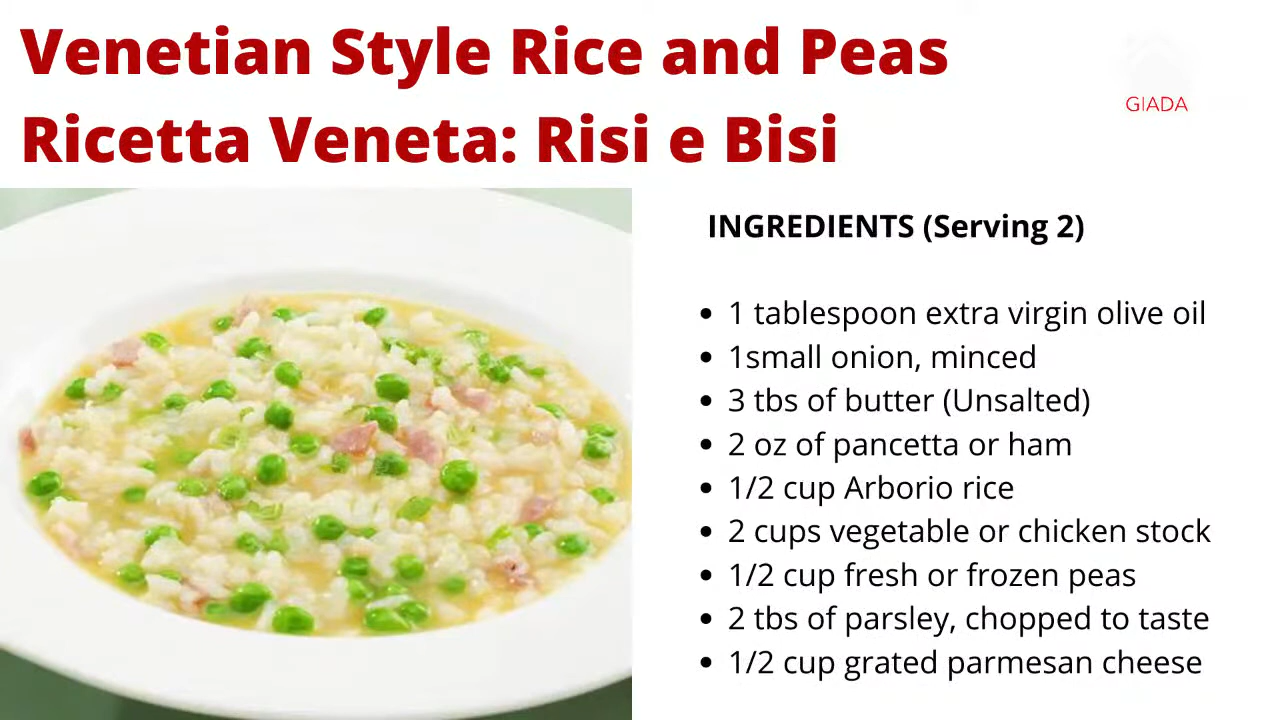 Venetian Style Rice and Peas
Ricetta Veneta: Risi e Bisi
GIADA
INGREDIENTS (Serving 2)
• 1 tablespoon extra virgin olive oil
• 1small onion, minced
• 3 tbs of butter (Unsalted)
• 2 oz of pancetta or ham
• 1/2 cup Arborio rice
• 2 cups vegetable or chicken stock
• 1/2 cup fresh or frozen peas
• 2 tbs of parsley, chopped to taste
• 1/2 cup grated parmesan cheese